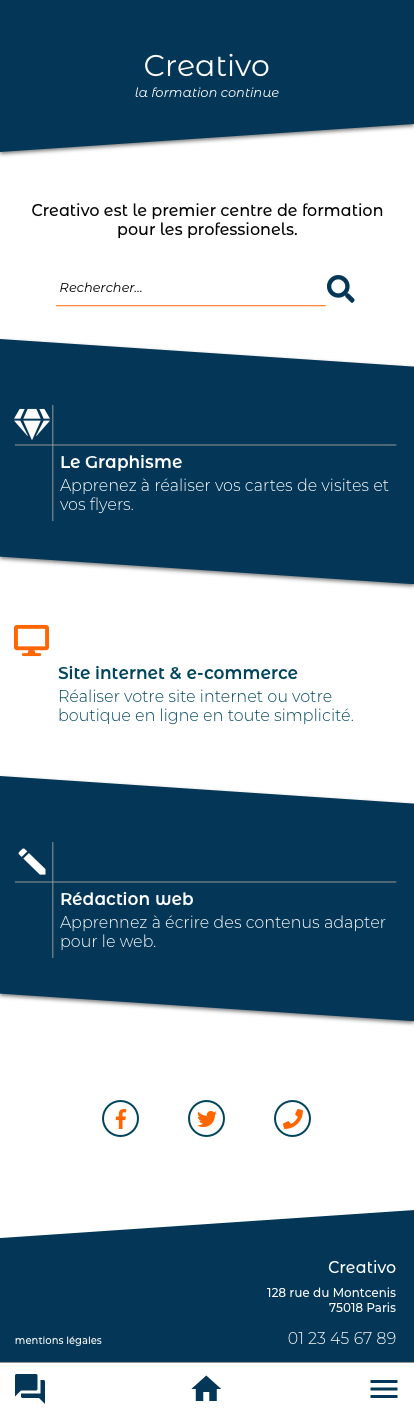 Creativo
la formation continue
Creativo est le premier centre de formation
pour les professionels.
Rechercher...
Le Graphisme
Apprenez à réaliser vos cartes de visites et
vos flyers.
Site internet & e-commerce
Réaliser votre site internet ou votre
boutique en ligne en toute simplicité.
Rédaction web
Apprennez à écrire des contenus adapter
pour le web.
Creativo
128 rue du Montcenis
75018 Paris
mentions légales
01 23 45 67 89